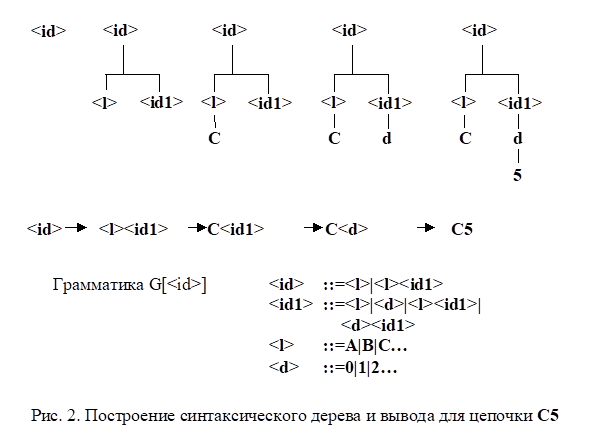 <id> <id> <id> <id> <id>
<l> <id1> <l> <id1> <l> <id1> <l> <id1>
C C d C d
5
<id> → <l><id1> → C<id1> → C<d> → C5
Грамматика G[<id>] <id> ::=<l>|<l><id1>
<id1> ::=<l>|<d>|<l><id1>|
<d><id1>
<l> ::=A|B|C...
<d> ::=0|1|2...
Рис. 2. Построение синтаксического дерева и вывода для цепочки C5